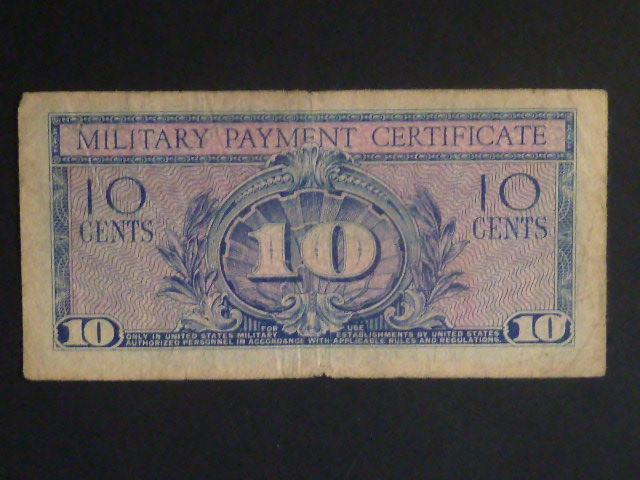 MILITARY PAYMENT CERTIFICATE
10 10
CENTS CENTS
10
10 10
FOR USE
ONLY IN UNITED STATES MILITARY ESTABLISHMENTS BY UNITED STATES
AUTHORIZED PERSONNEL IN ACCORDANCE WITH APPLICABLE RULES AND REGULATIONS.